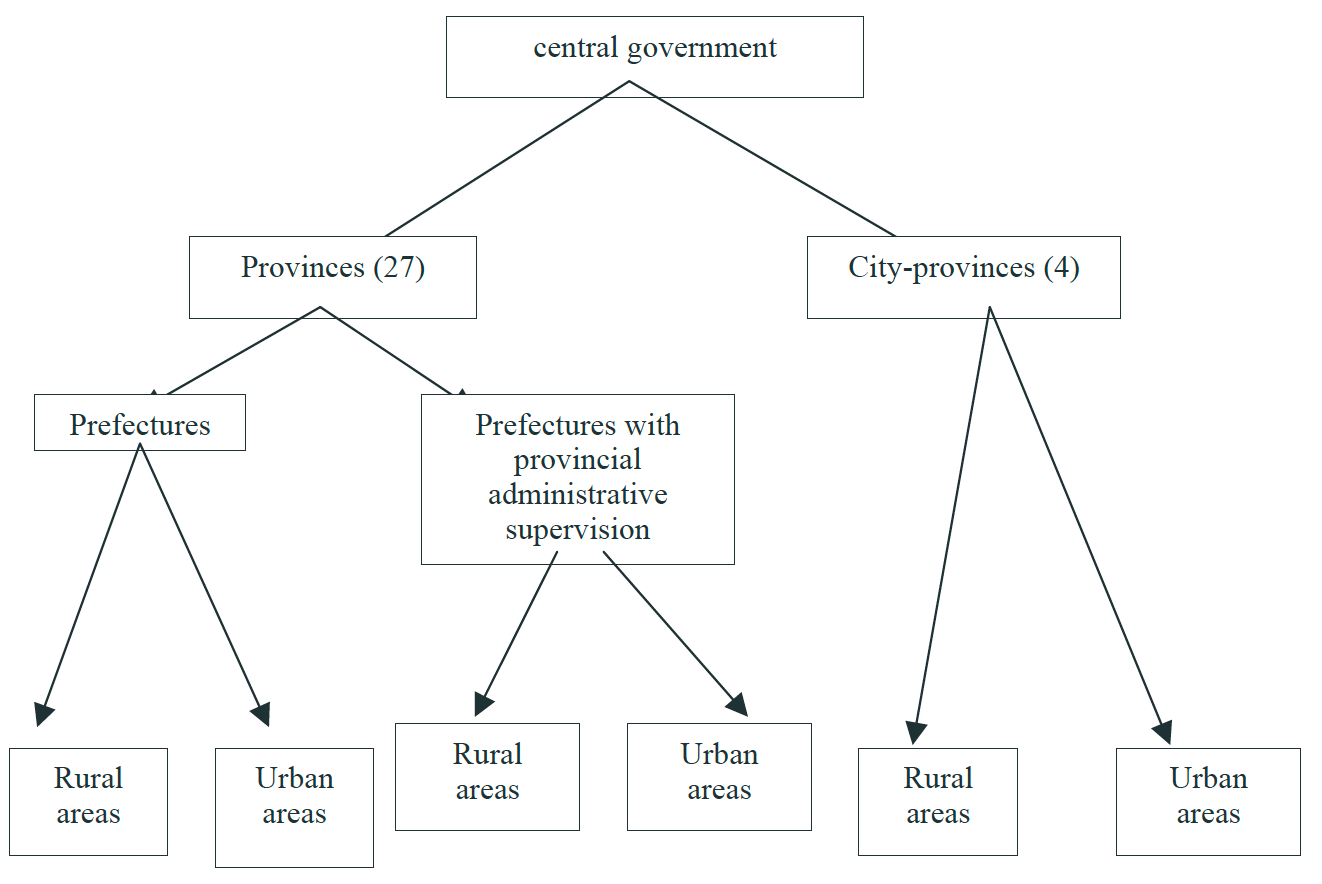 central government
Provinces (27)
City-provinces (4)
Prefectures
Prefectures with
provincial
administrative
supervision
Rural
areas
Urban
areas
Rural
areas
Urban
areas
Rural
areas
Urban
areas